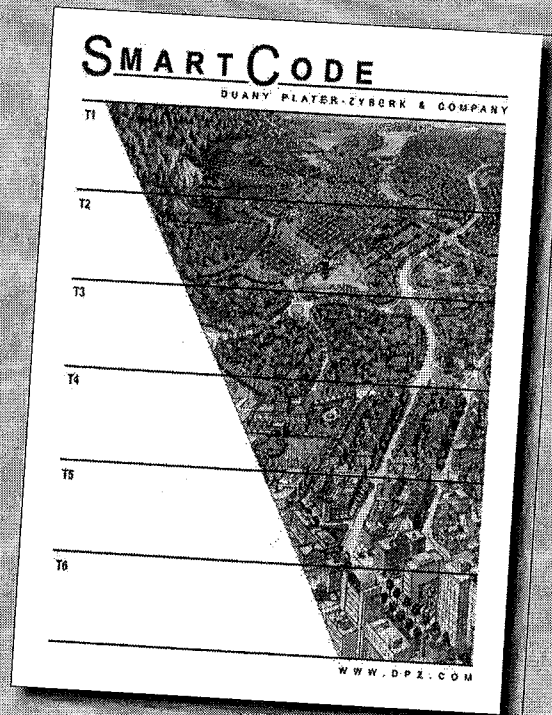 SMARTCODE
DUANY PLATER-ZYBERK & COMPANY
T1
T2
T3
T4
T5
T6
WWW.DPZ.COM